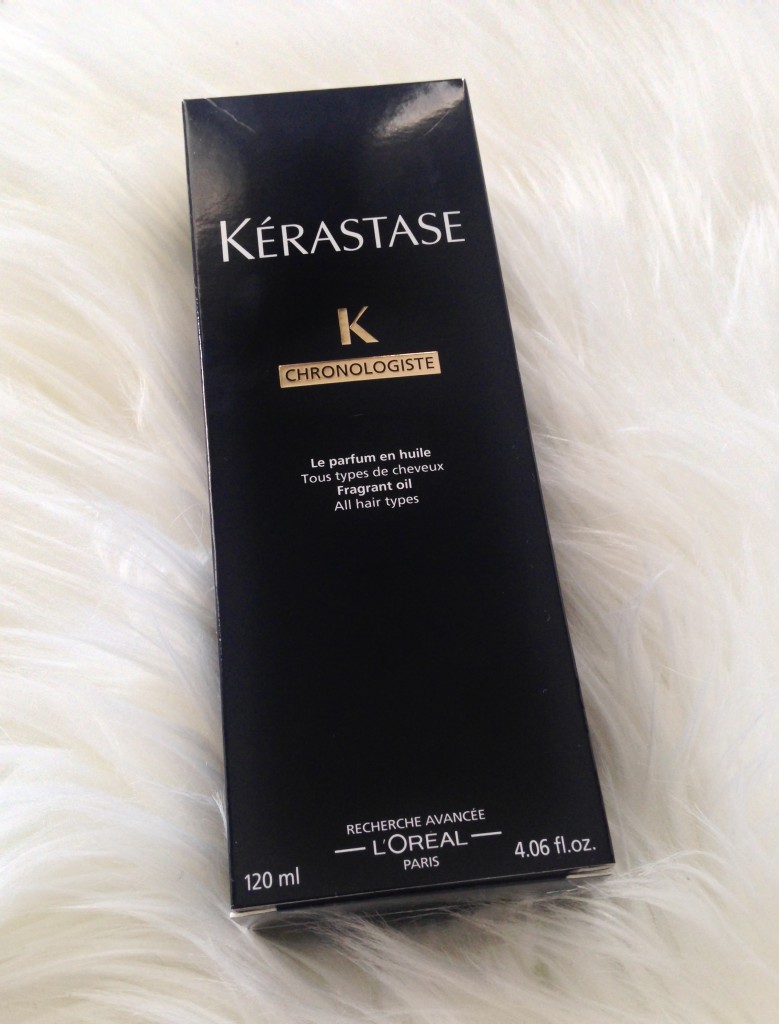 KÉRASTASE
K
CHRONOLOGISTE
Le parfum en huile
Tous types de cheveux
Fragrant oil
All hair types
RECHERCHE AVANCÉE
L'ORÉAL
PARIS
120 ml
4.06 fl.oz.